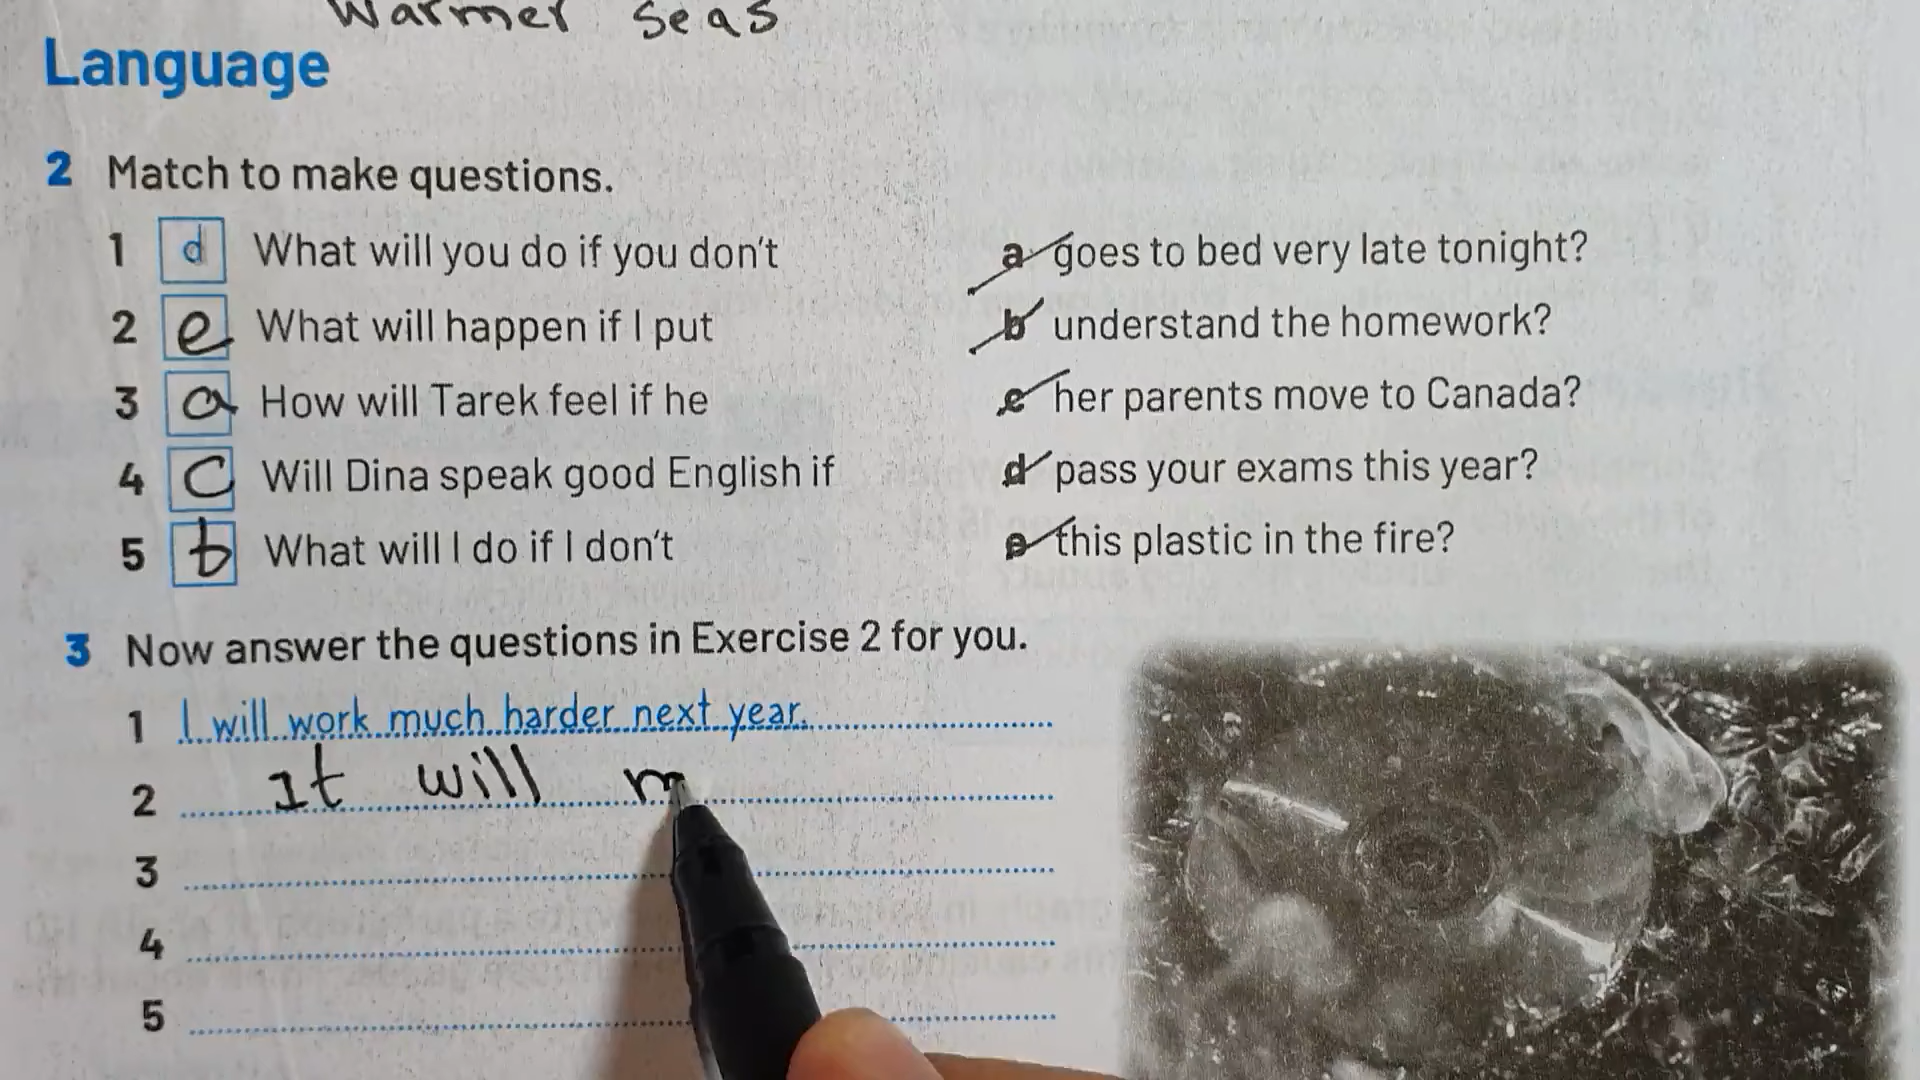 Warmer seas
Language
2 Match to make questions.
1 d What will you do if you don't a goes to bed very late tonight?
2 e What will happen if I put b understand the homework?
3 a How will Tarek feel if he c her parents move to Canada?
4 c Will Dina speak good English if d pass your exams this year?
5 b What will I do if I don't e this plastic in the fire?
3 Now answer the questions in Exercise 2 for you.
1 I will work much harder next year.
2 It will m
3
4
5